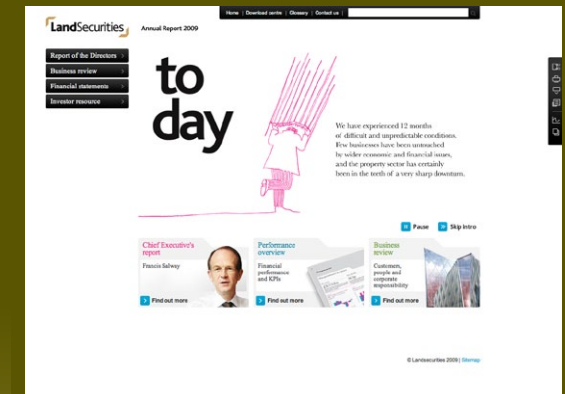 Home | Download centre | Glossary | Contact us |
LandSecurities
Annual Report 2009
Report of the Directors
Business review
Financial statements
Investor resource
to
day
We have experienced 12 months
of difficult and unpredictable conditions.
Few businesses have been untouched
by wider economic and financial issues,
and the property sector has certainly
been in the teeth of a very sharp downturn.
Pause
Skip Intro
Chief Executive's
report
Francis Salway
Find out more
Performance
overview
Financial
performance
and KPIs
Find out more
Business
review
Customers,
people and
corporate
responsibility
Find out more
© Landsecurities 2009 | Sitemap